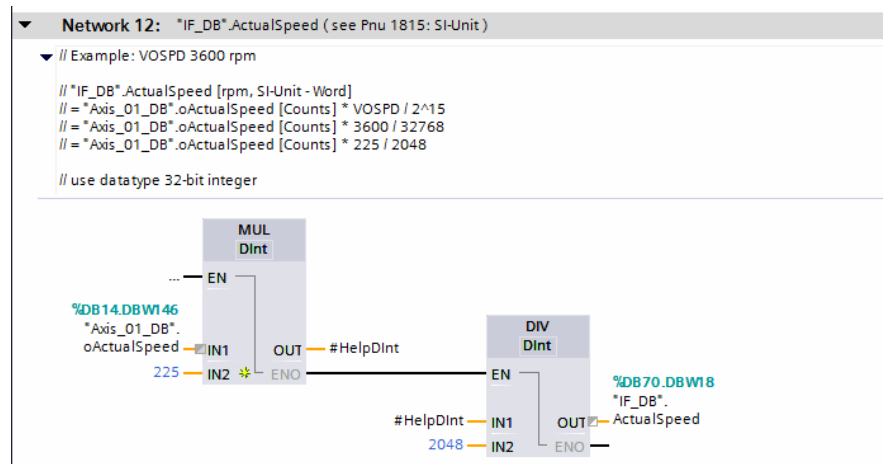 Network 12: "IF_DB".ActualSpeed ( see Pnu 1815: SI-Unit )
// Example: VOSPD 3600 rpm
// "IF_DB".ActualSpeed [rpm, SI-Unit - Word]
// = "Axis_01_DB".oActualSpeed [Counts] * VOSPD / 2^15
// = "Axis_01_DB".oActualSpeed [Counts] * 3600 / 32768
// = "Axis_01_DB".oActualSpeed [Counts] * 225 / 2048
// use datatype 32-bit integer
MUL
DInt
... EN
%DB14.DBW146
"Axis_01_DB".
oActualSpeed IN1 OUT #HelpDInt
225 IN2 ENO
DIV
DInt
EN
%DB70.DBW18
"IF_DB".
#HelpDInt IN1 OUT ActualSpeed
2048 IN2 ENO